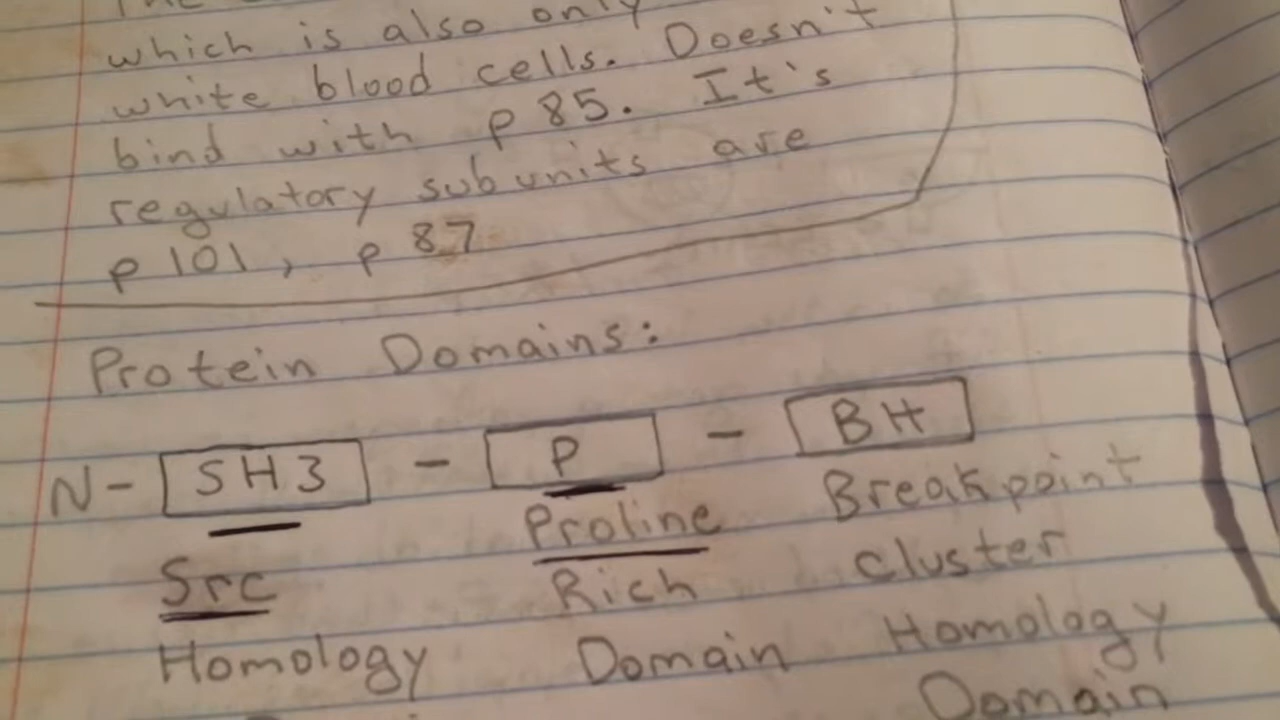 which is also only
white blood cells. Doesn't
bind with p85. It's
regulatory subunits are
p101, p87
Protein Domains:
N- SH3 - P - BH
Src Proline Breakpoint
Homology Rich cluster
Domain Homology
Domain